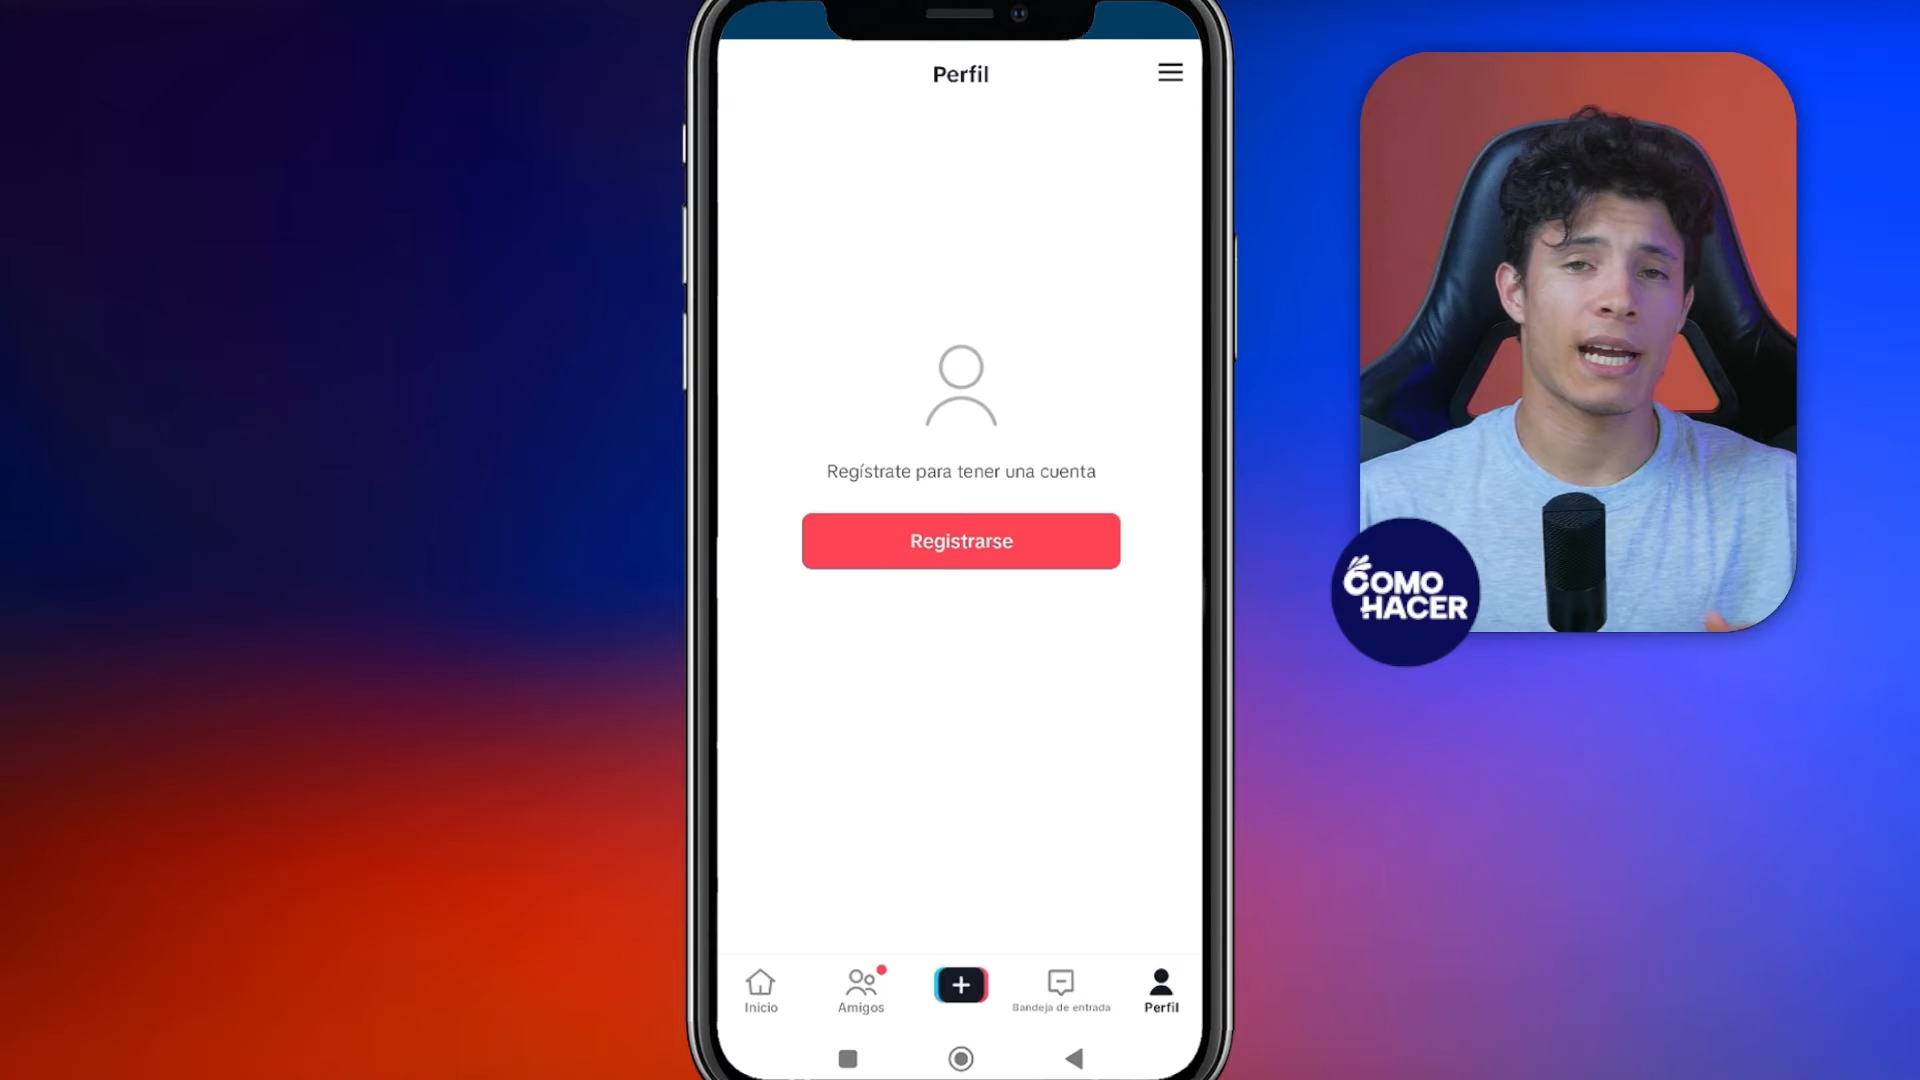 Perfil
Regístrate para tener una cuenta
Registrarse
Inicio
Amigos
Bandeja de entrada
Perfil
COMO
HACER